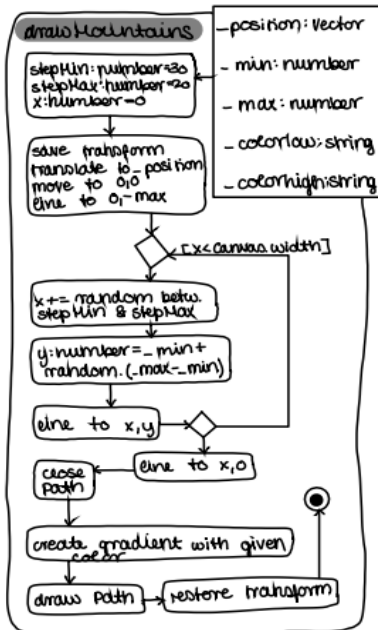 drawMountains
_position: vector
_min: number
_max: number
_colorlow: string
_colorhigh: string
stepMin: number=30
stepMax: number=20
x: number=0
save transform
translate to _position
move to 0,0
line to 0,-max
[x<canvas.width]
x += random betw.
stepMin & stepMax
y: number = _min +
random.(_max-_min)
line to x,y
line to x,0
close
path
create gradient with given
color
draw path
restore transform